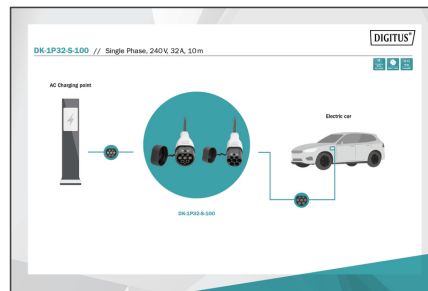 DIGITUS®
DK-1P32-S-100 // Single Phase, 240V, 32A, 10m
AC Charging point
Electric car
DK-1P32-S-100